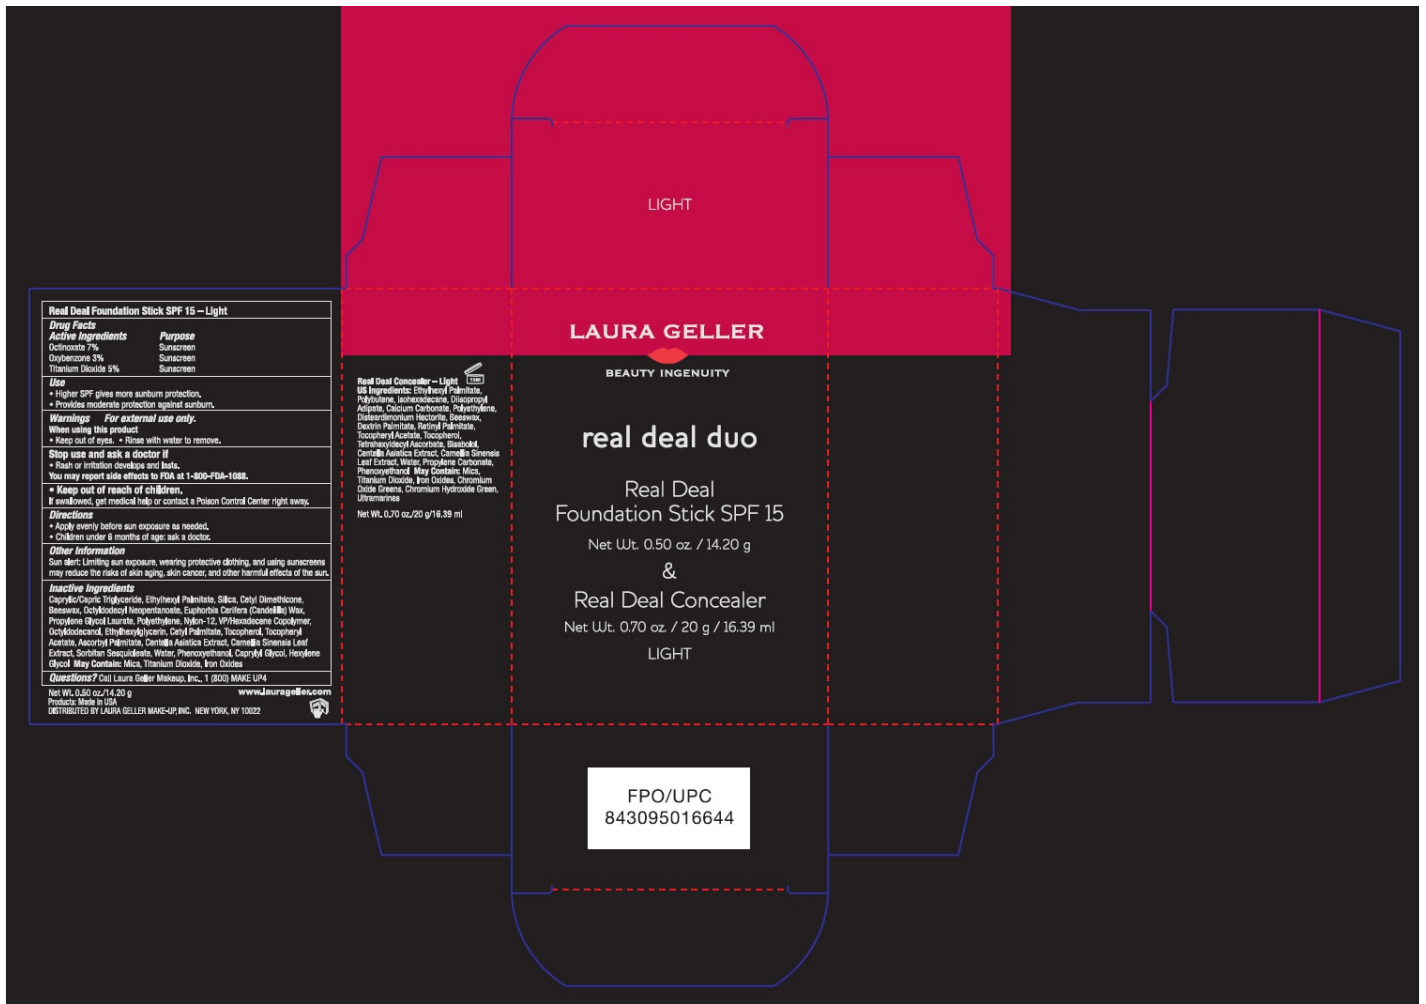 LIGHT
LAURA GELLER
BEAUTY INGENUITY
real deal duo
Real Deal
Foundation Stick SPF 15
Net Wt. 0.50 oz. / 14.20 g
&
Real Deal Concealer
Net Wt. 0.70 oz. / 20 g / 16.39 ml
LIGHT
FPO/UPC
843095016644
Real Deal Foundation Stick SPF 15 – Light
Drug Facts
Active Ingredients Purpose
Octinoxate 7% Sunscreen
Oxybenzone 3% Sunscreen
Titanium Dioxide 5% Sunscreen
Use
• Higher SPF gives more sunburn protection.
• Provides moderate protection against sunburn.
Warnings For external use only.
When using this product
• Keep out of eyes. • Rinse with water to remove.
Stop use and ask a doctor if
• Rash or irritation develops and lasts.
You may report side effects to FDA at 1-800-FDA-1088.
• Keep out of reach of children.
If swallowed, get medical help or contact a Poison Control Center right away.
Directions
• Apply evenly before sun exposure as needed.
• Children under 6 months of age: ask a doctor.
Other Information
Sun alert: Limiting sun exposure, wearing protective clothing, and using sunscreens
may reduce the risks of skin aging, skin cancer, and other harmful effects of the sun.
Inactive Ingredients
Caprylic/Capric Triglyceride, Ethylhexyl Palmitate, Silica, Cetyl Dimethicone,
Beeswax, Octyldodecyl Neopentanoate, Euphorbia Cerifera (Candelilla) Wax,
Propylene Glycol Laurate, Polyethylene, Nylon-12, VP/Hexadecene Copolymer,
Octyldodecanol, Ethylhexylglycerin, Cetyl Palmitate, Tocopherol, Tocopheryl
Acetate, Ascorbyl Palmitate, Centella Asiatica Extract, Camellia Sinensis Leaf
Extract, Sorbitan Sesquioleate, Water, Phenoxyethanol, Caprylyl Glycol, Hexylene
Glycol May Contain: Mica, Titanium Dioxide, Iron Oxides
Questions? Call Laura Geller Makeup, Inc., 1 (800) MAKE UP4
Net Wt. 0.50 oz./14.20 g www.laurageller.com
Products: Made in USA
DISTRIBUTED BY LAURA GELLER MAKE-UP, INC. NEW YORK, NY 10022
Real Deal Concealer – Light
US Ingredients: Ethylhexyl Palmitate,
Polybutene, Isohexadecane, Diisopropyl
Adipate, Calcium Carbonate, Polyethylene,
Disteardimonium Hectorite, Beeswax,
Dextrin Palmitate, Retinyl Palmitate,
Tocopheryl Acetate, Tocopherol,
Tetrahexyldecyl Ascorbate, Bisabolol,
Centella Asiatica Extract, Camellia Sinensis
Leaf Extract, Water, Propylene Carbonate,
Phenoxyethanol May Contain: Mica,
Titanium Dioxide, Iron Oxides, Chromium
Oxide Greens, Chromium Hydroxide Green,
Ultramarines
Net Wt. 0.70 oz./20 g/16.39 ml